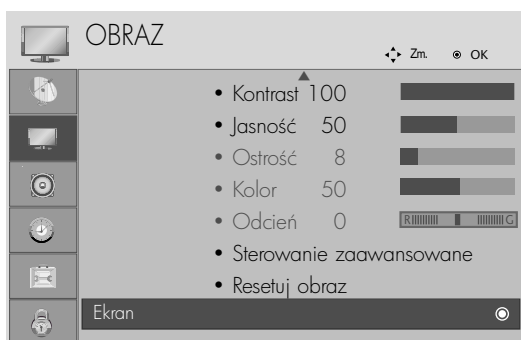 OBRAZ
Zm. OK
• Kontrast 100
• Jasność 50
• Ostrość 8
• Kolor 50
• Odcień 0 R G
• Sterowanie zaawansowane
• Resetuj obraz
Ekran